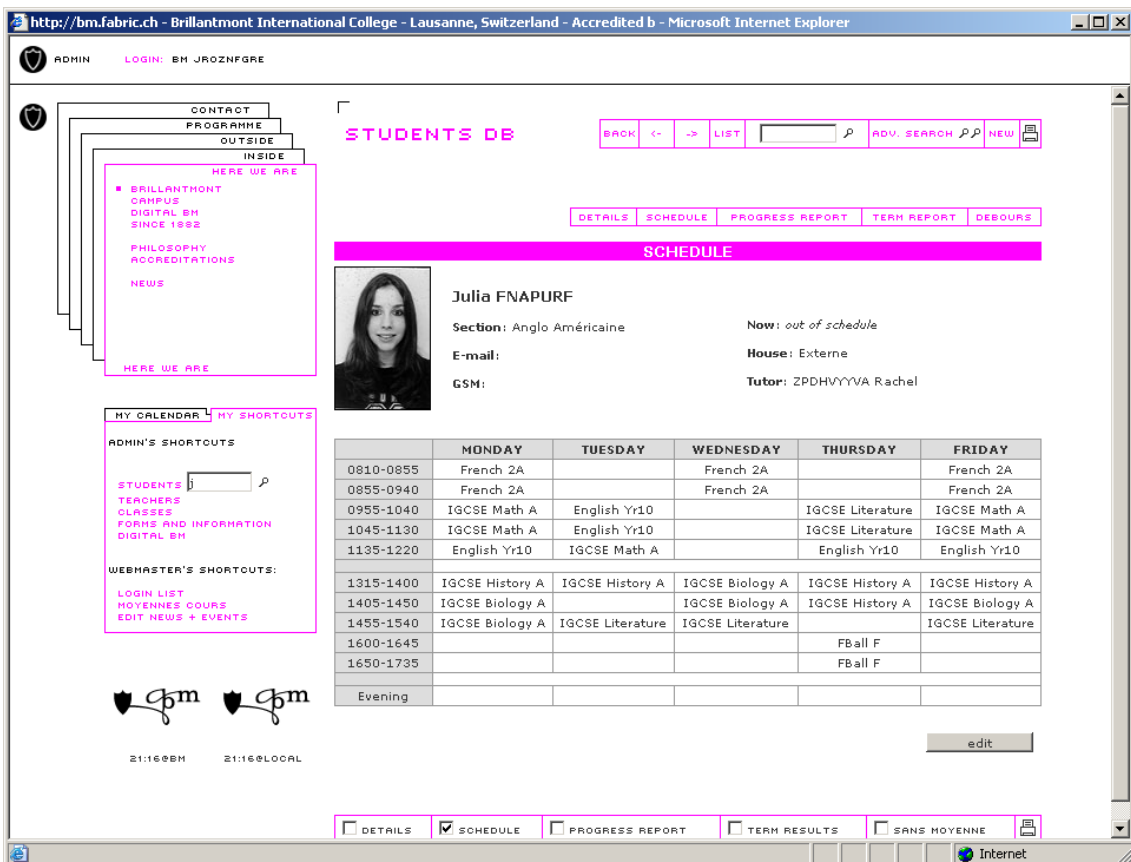 http://bm.fabric.ch - Brillantmont International College - Lausanne, Switzerland - Accredited b - Microsoft Internet Explorer
ADMIN LOGIN: BM JROZNFGRE
CONTACT
PROGRAMME
OUTSIDE
INSIDE
HERE WE ARE
BRILLANTMONT
CAMPUS
DIGITAL BM
SINCE 1882
PHILOSOPHY
ACCREDITATIONS
NEWS
HERE WE ARE
MY CALENDAR MY SHORTCUTS
ADMIN'S SHORTCUTS
STUDENTS j
TEACHERS
CLASSES
FORMS AND INFORMATION
DIGITAL BM
WEBMASTER'S SHORTCUTS:
LOGIN LIST
MOYENNES COURS
EDIT NEWS + EVENTS
bm bm
21:16@BM 21:16@LOCAL
STUDENTS DB BACK <- -> LIST ADV. SEARCH NEW
DETAILS SCHEDULE PROGRESS REPORT TERM REPORT DEBOURS
SCHEDULE
Julia FNAPURF
Section: Anglo Américaine Now: out of schedule
E-mail: House: Externe
GSM: Tutor: ZPDHVYYVA Rachel
MONDAY TUESDAY WEDNESDAY THURSDAY FRIDAY
0810-0855 French 2A French 2A French 2A
0855-0940 French 2A French 2A French 2A
0955-1040 IGCSE Math A English Yr10 IGCSE Literature IGCSE Math A
1045-1130 IGCSE Math A English Yr10 IGCSE Literature IGCSE Math A
1135-1220 English Yr10 IGCSE Math A English Yr10 English Yr10
1315-1400 IGCSE History A IGCSE History A IGCSE Biology A IGCSE History A IGCSE History A
1405-1450 IGCSE Biology A IGCSE Biology A IGCSE History A IGCSE Biology A
1455-1540 IGCSE Biology A IGCSE Literature IGCSE Literature IGCSE Literature
1600-1645 FBall F
1650-1735 FBall F
Evening
edit
DETAILS SCHEDULE PROGRESS REPORT TERM RESULTS SANS MOYENNE
Internet